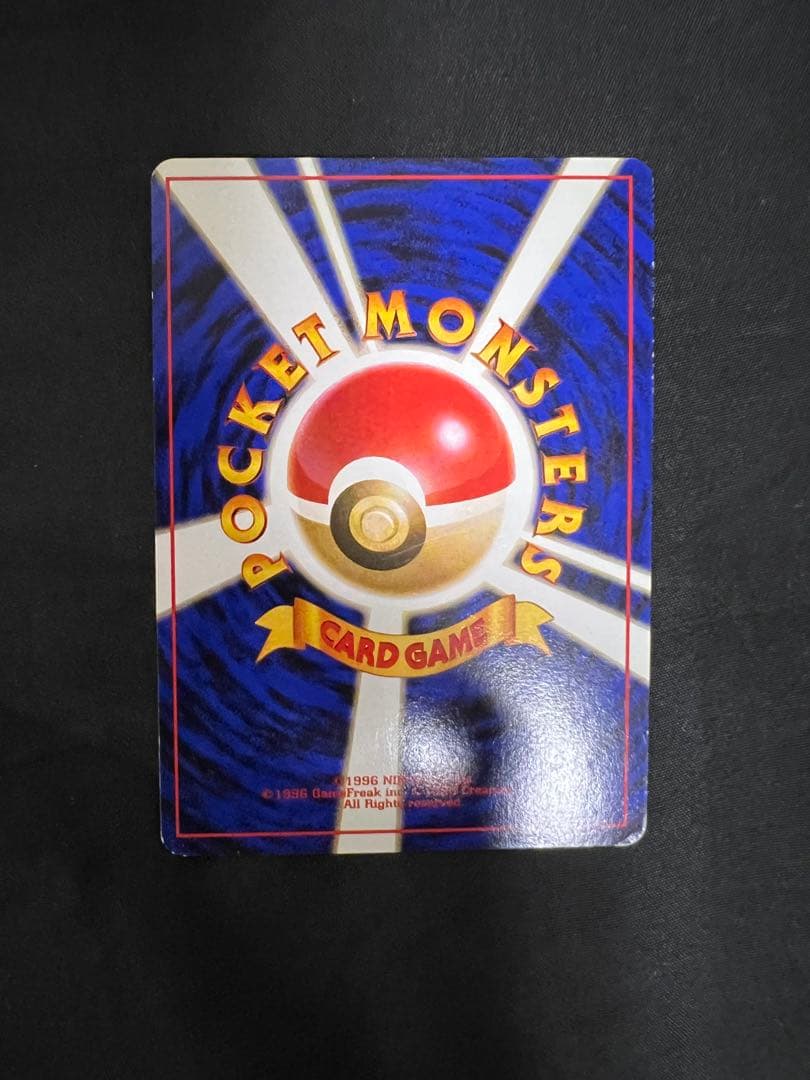 POCKET MONSTERS
CARD GAME
©1996
©1996 GameFreak inc.
All Rights reserved